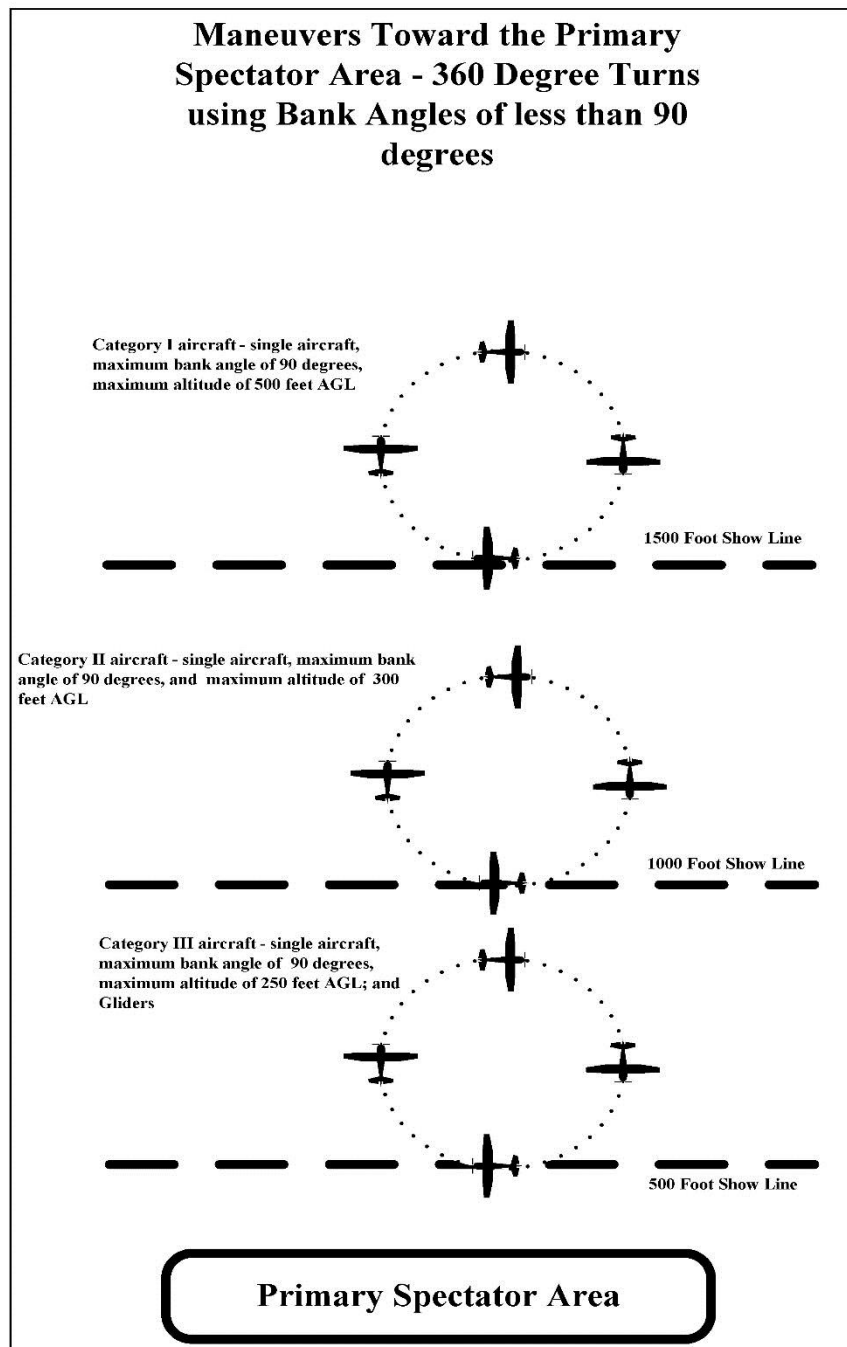 Maneuvers Toward the Primary
Spectator Area - 360 Degree Turns
using Bank Angles of less than 90
degrees
Category I aircraft - single aircraft,
maximum bank angle of 90 degrees,
maximum altitude of 500 feet AGL
1500 Foot Show Line
Category II aircraft - single aircraft, maximum bank
angle of 90 degrees, and maximum altitude of 300
feet AGL
1000 Foot Show Line
Category III aircraft - single aircraft,
maximum bank angle of 90 degrees,
maximum altitude of 250 feet AGL; and
Gliders
500 Foot Show Line
Primary Spectator Area